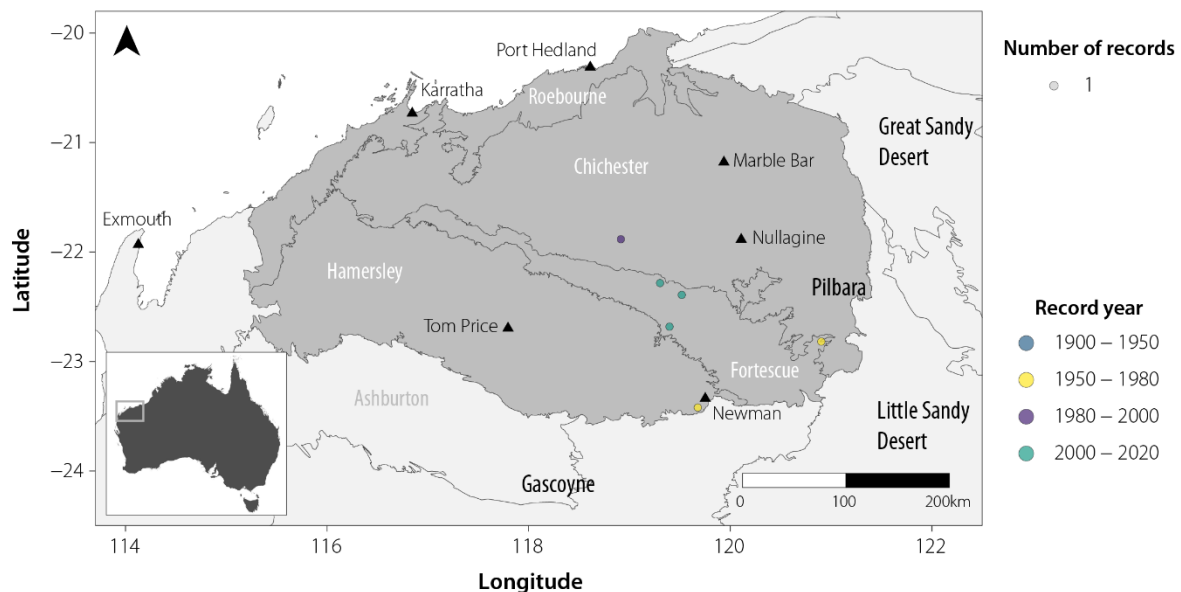 −20
−21
−22
−23
−24
Latitude
Port Hedland
Karratha
Roebourne
Great Sandy
Desert
Chichester
Marble Bar
Exmouth
Nullagine
Hamersley
Pilbara
Tom Price
Fortescue
Ashburton
Newman
Little Sandy
Desert
Gascoyne
0
100
200km
114
116
118
120
122
Longitude
Number of records
1
Record year
1900 – 1950
1950 – 1980
1980 – 2000
2000 – 2020